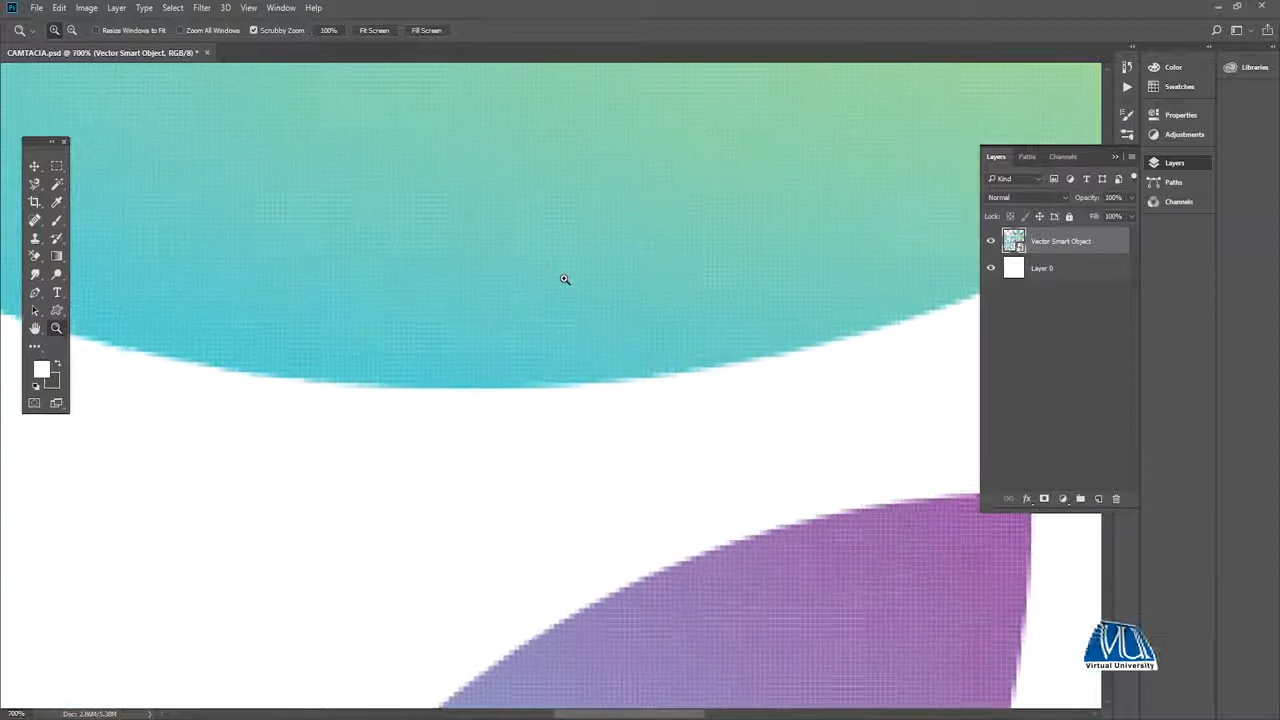 Ps File Edit Image Layer Type Select Filter 3D View Window Help
Resize Windows to Fit Zoom All Windows Scrubby Zoom 100% Fit Screen Fill Screen
CAMTACIA.psd @ 700% (Vector Smart Object, RGB/8) * ×
Color
Libraries
Swatches
Properties
Adjustments
Layers
Paths
Channels
Layers Paths Channels
Kind
Normal Opacity: 100%
Lock: Fill: 100%
Vector Smart Object
Layer 0
T
fx
VU
Virtual University
700% Doc: 2.86M/5.38M